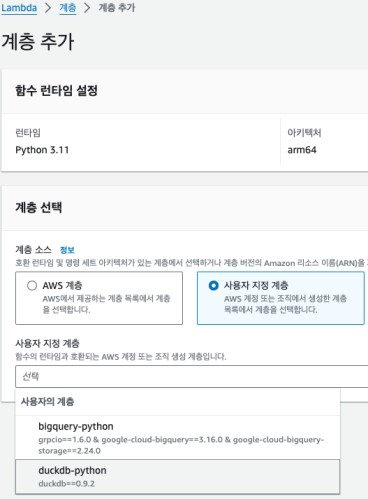 Lambda > 계층 > 계층 추가
계층 추가
함수 런타임 설정
런타임
아키텍처
Python 3.11
arm64
계층 선택
계층 소스 정보
호환 런타임 및 명령 세트 아키텍처가 있는 계층에서 선택하거나 계층 버전의 Amazon 리소스 이름(ARN)을
AWS 계층
AWS에서 제공하는 계층 목록에서 계층
을 선택합니다.
사용자 지정 계층
AWS 계정 또는 조직에서 생성한 계층
목록에서 계층을 선택합니다.
사용자 지정 계층
함수의 런타임과 호환되는 AWS 계정 또는 조직 생성 계층입니다.
선택
사용자의 계층
bigquery-python
grpcio==1.6.0 & google-cloud-bigquery==3.16.0 & google-cloud-bigquery-
storage==2.24.0
duckdb-python
duckdb==0.9.2